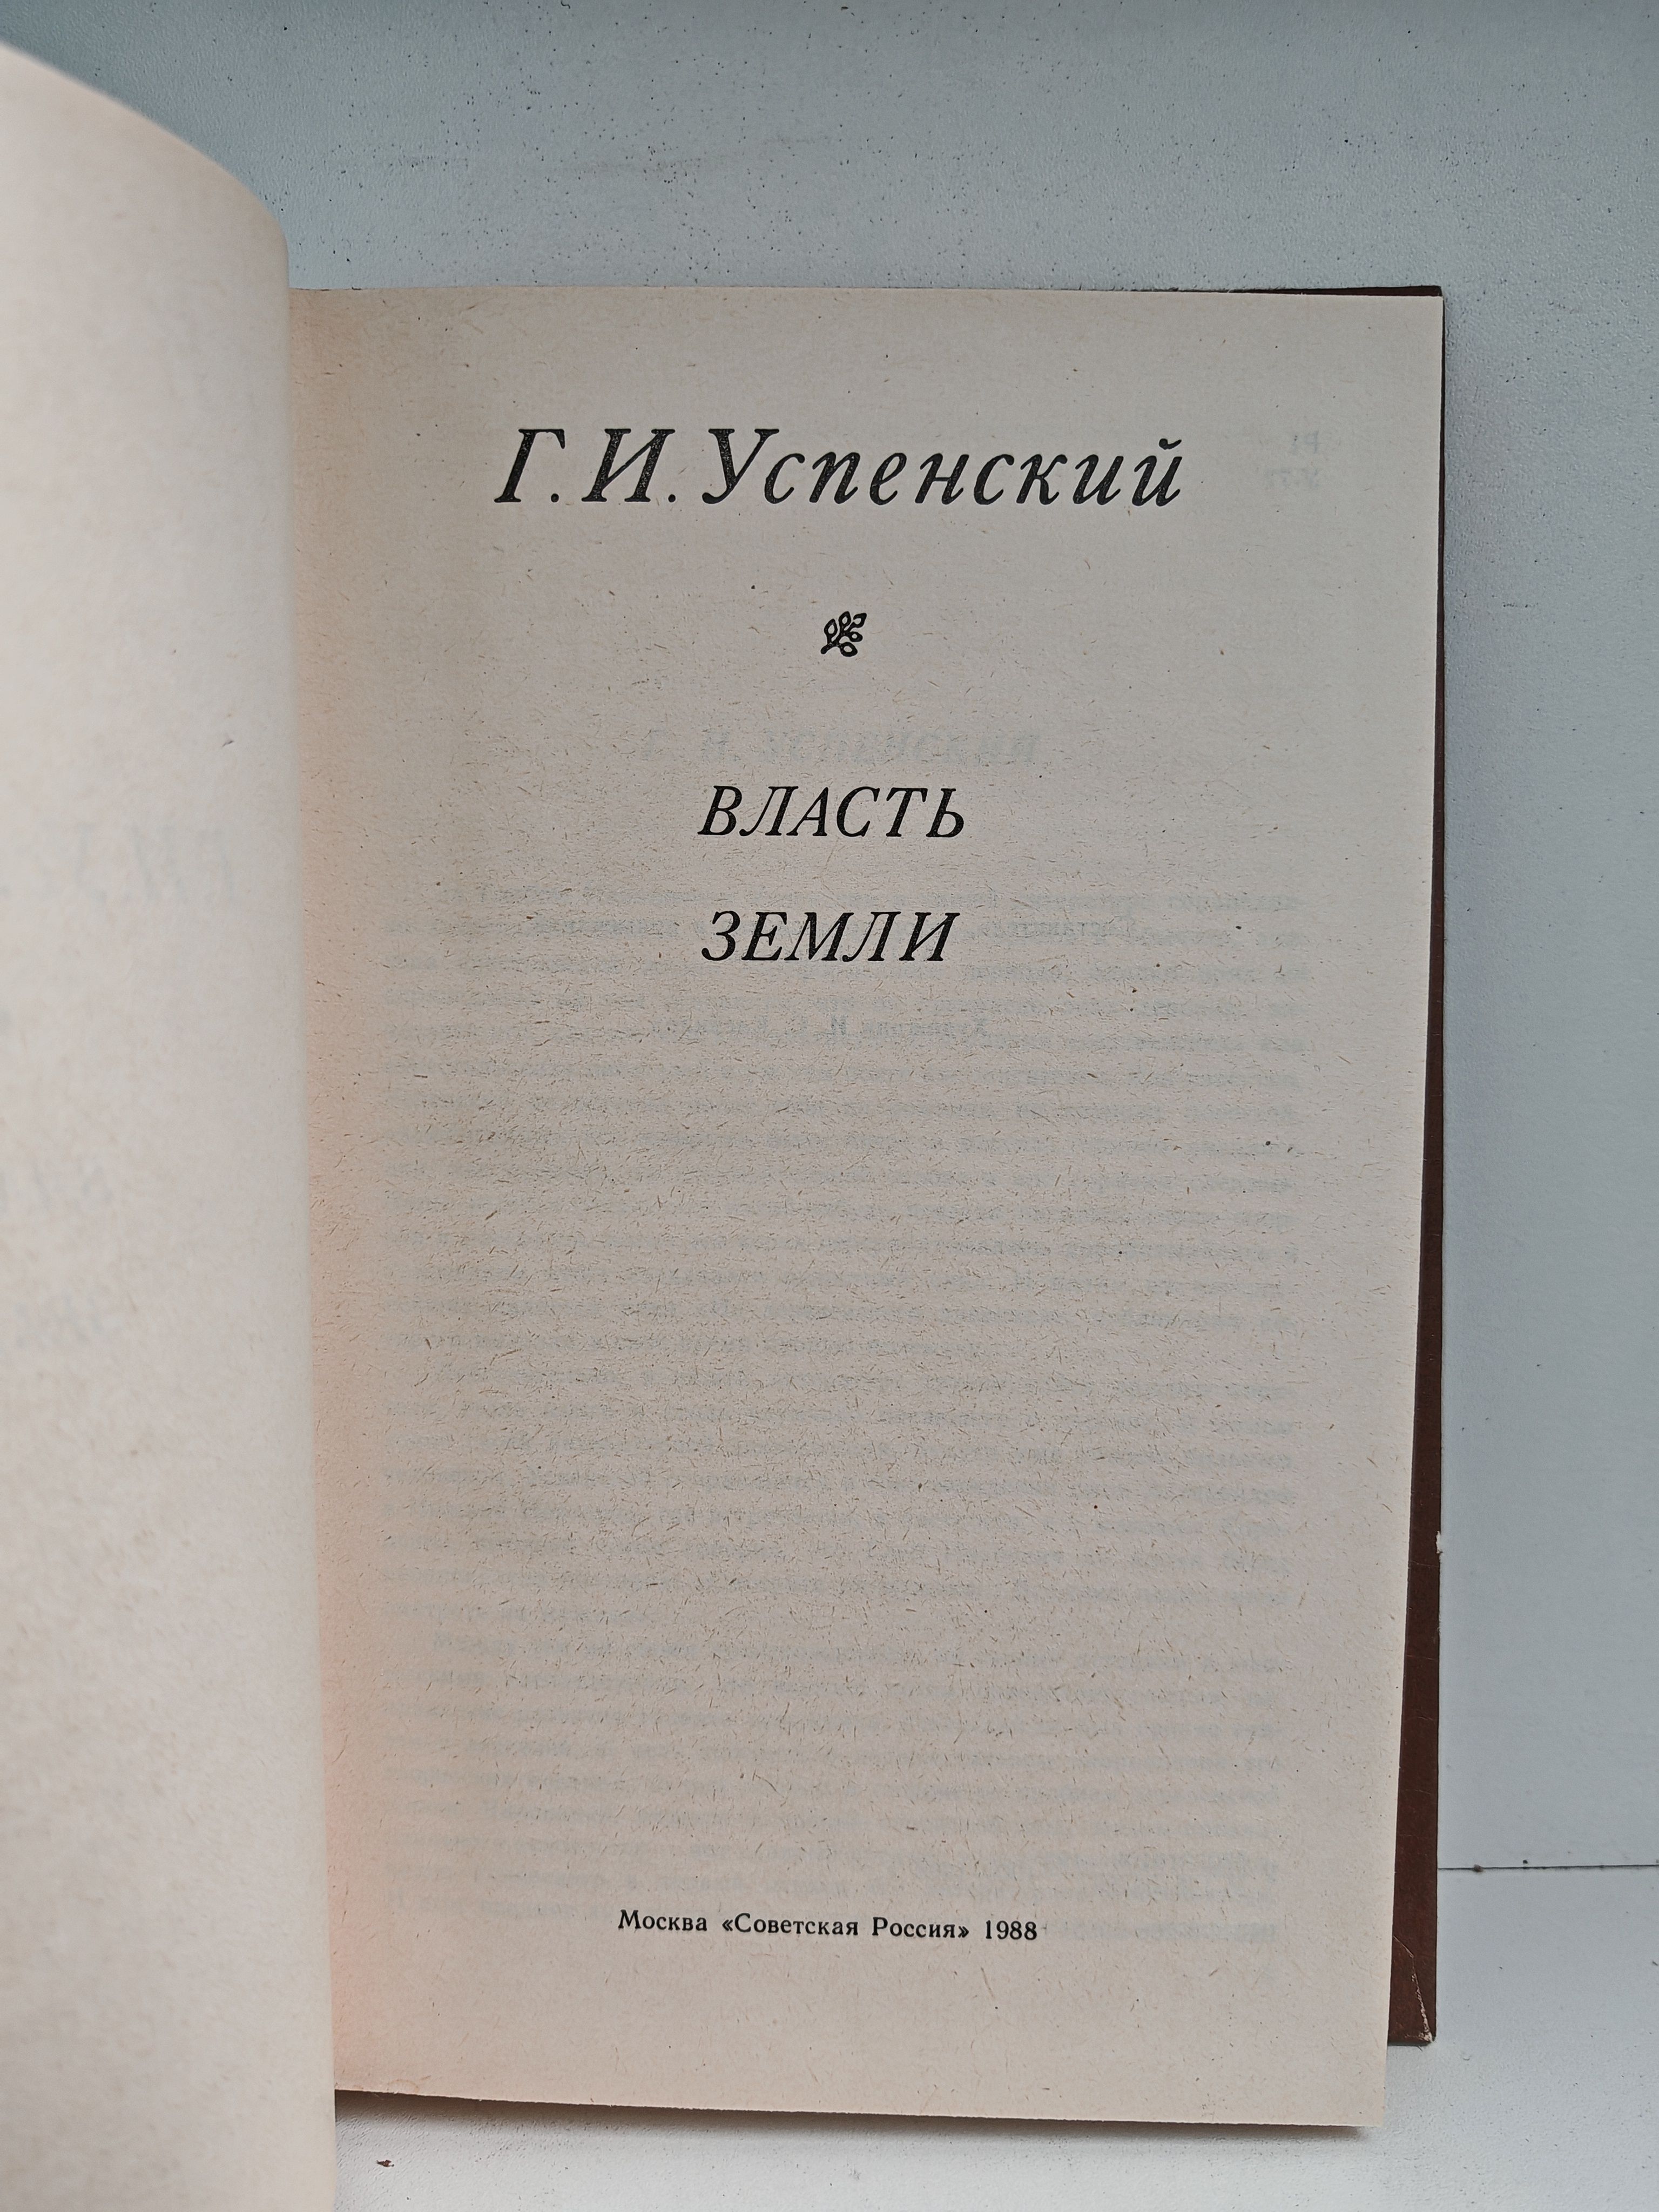 Г. И. Успенский
ВЛАСТЬ
ЗЕМЛИ
Москва «Советская Россия» 1988